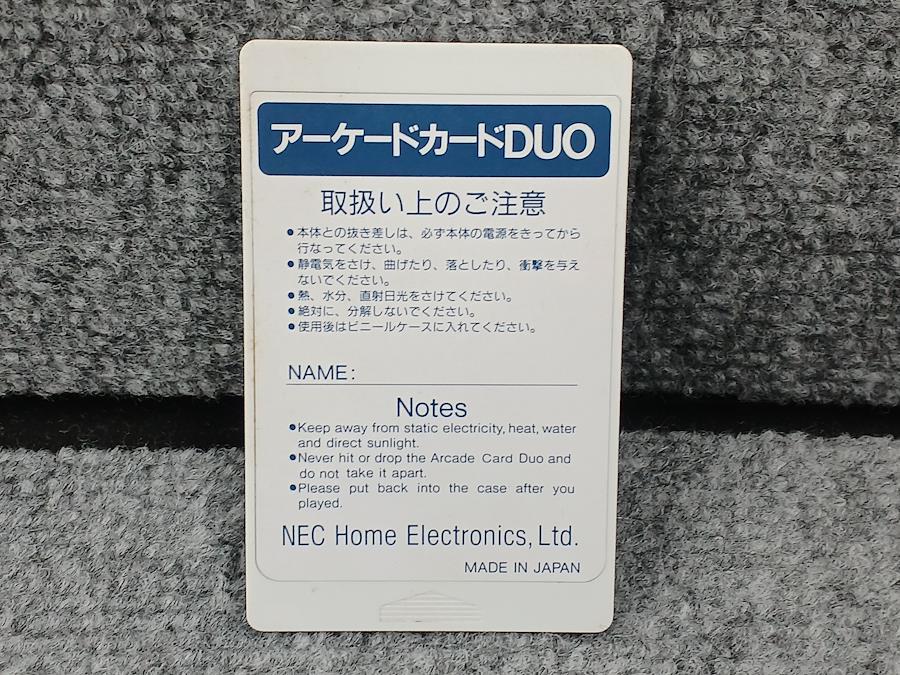 アーケードカードDUO
取扱い上のご注意
●本体との抜き差しは、必ず本体の電源をきってから
行なってください。
●静電気をさけ、曲げたり、落としたり、衝撃を与え
ないでください。
●熱、水分、直射日光をさけてください。
●絶対に、分解しないでください。
●使用後はビニールケースに入れてください。
NAME:
Notes
●Keep away from static electricity, heat, water
and direct sunlight.
●Never hit or drop the Arcade Card Duo and
do not take it apart.
●Please put back into the case after you
played.
NEC Home Electronics, Ltd.
MADE IN JAPAN